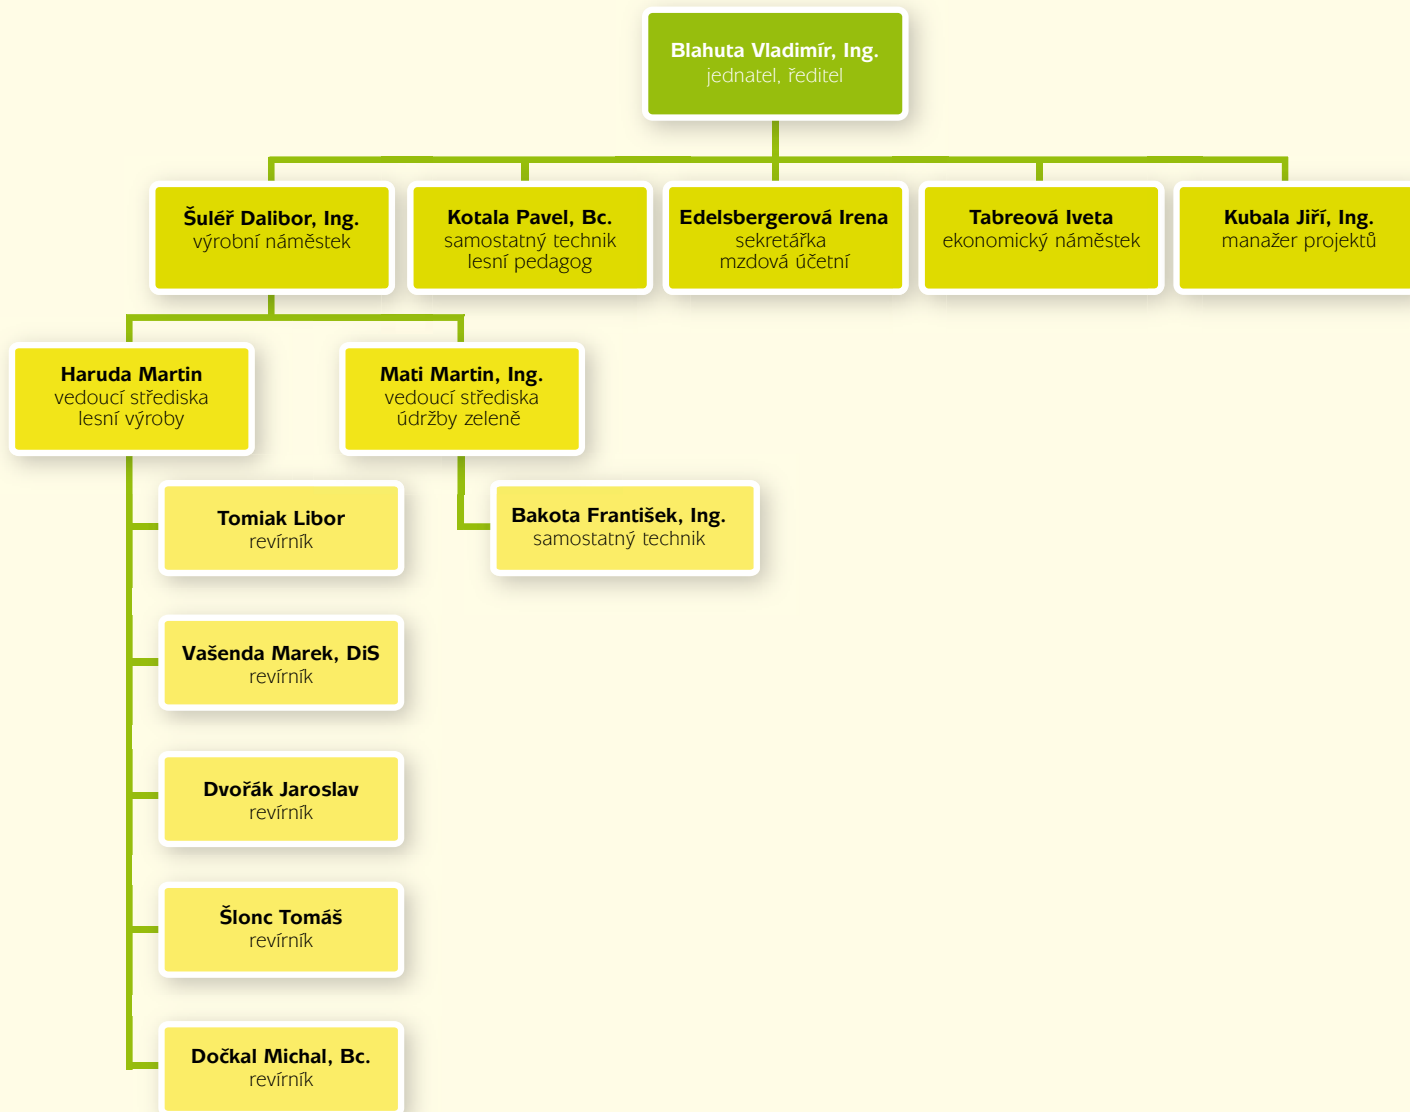 Blahuta Vladimír, Ing.
jednatel, ředitel
Šuléř Dalibor, Ing.
výrobní náměstek
Kotala Pavel, Bc.
samostatný technik
lesní pedagog
Edelsbergerová Irena
sekretářka
mzdová účetní
Tabreová Iveta
ekonomický náměstek
Kubala Jiří, Ing.
manažer projektů
Haruda Martin
vedoucí střediska
lesní výroby
Mati Martin, Ing.
vedoucí střediska
údržby zeleně
Tomiak Libor
revírník
Bakota František, Ing.
samostatný technik
Vašenda Marek, DiS
revírník
Dvořák Jaroslav
revírník
Šlonc Tomáš
revírník
Dočkal Michal, Bc.
revírník